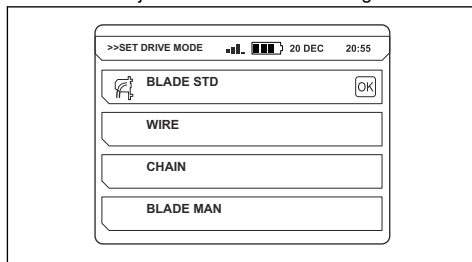 >>SET DRIVE MODE 20 DEC 20:55
BLADE STD OK
WIRE
CHAIN
BLADE MAN